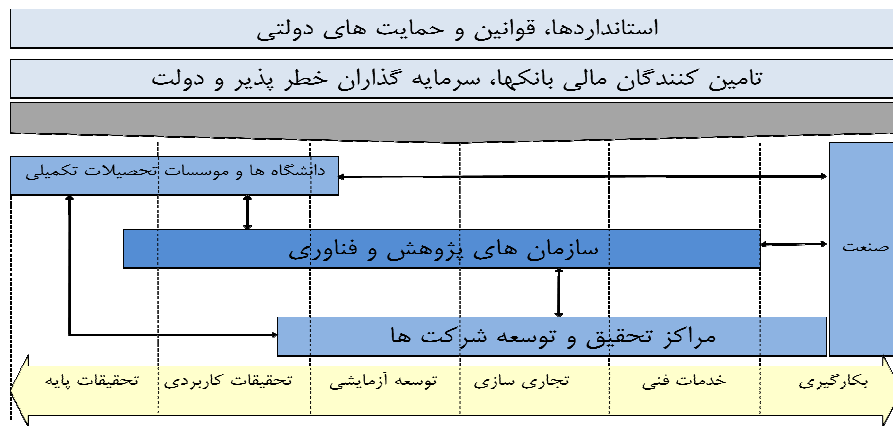 استانداردها، قوانین و حمایت های دولتی
تامین کنندگان مالی بانکها، سرمایه گذاران خطر پذیر و دولت
دانشگاه ها و موسسات تحصیلات تکمیلی
سازمان های پژوهش و فناوری
صنعت
مراکز تحقیق و توسعه شرکت ها
تحقیقات پایه
تحقیقات کاربردی
توسعه آزمایشی
تجاری سازی
خدمات فنی
بکارگیری